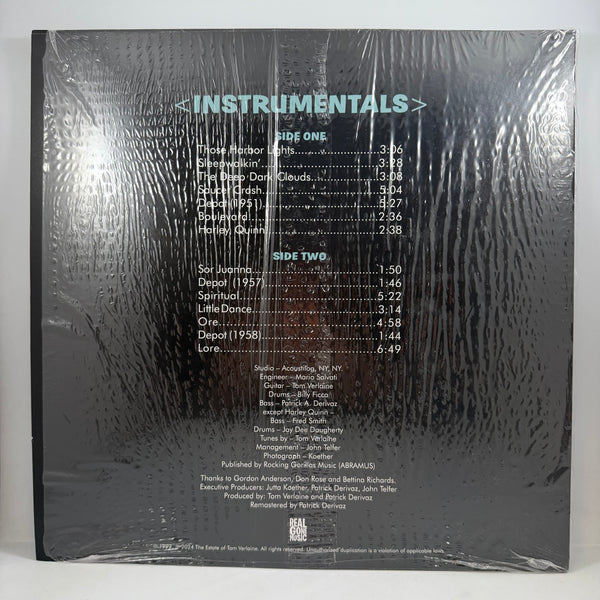 <INSTRUMENTALS>
SIDE ONE
Those Harbor Lights.....................3:06
Sleepwalkin'..............................3:28
The Deep Dark Clouds................3:08
Saucer Crash............................5:04
Depot (1951)............................5:27
Boulevard.................................2:36
Harley Quinn............................2:38
SIDE TWO
Sor Juanna...............................1:50
Depot (1957)............................1:46
Spiritual...................................5:22
Little Dance..............................3:14
Ore.........................................4:58
Depot (1958)............................1:44
Lore........................................6:49
Studio – Acoustilog, NY, NY.
Engineer – Mario Salvati
Guitar – Tom Verlaine
Drums – Billy Ficca
Bass – Patrick A. Derivaz
except Harley Quinn –
Bass – Fred Smith
Drums – Jay Dee Daugherty
Tunes by – Tom Verlaine
Management – John Telfer
Photograph – Koether
Published by Rocking Gorillas Music (ABRAMUS)
Thanks to Gordon Anderson, Don Rose and Bettina Richards.
Executive Producers: Jutta Koether, Patrick Derivaz, John Telfer
Produced by: Tom Verlaine and Patrick Derivaz
Remastered by Patrick Derivaz
REAL
GONE
MUSIC
2024 The Estate of Tom Verlaine. All rights reserved. Unauthorized duplication is a violation of applicable laws.